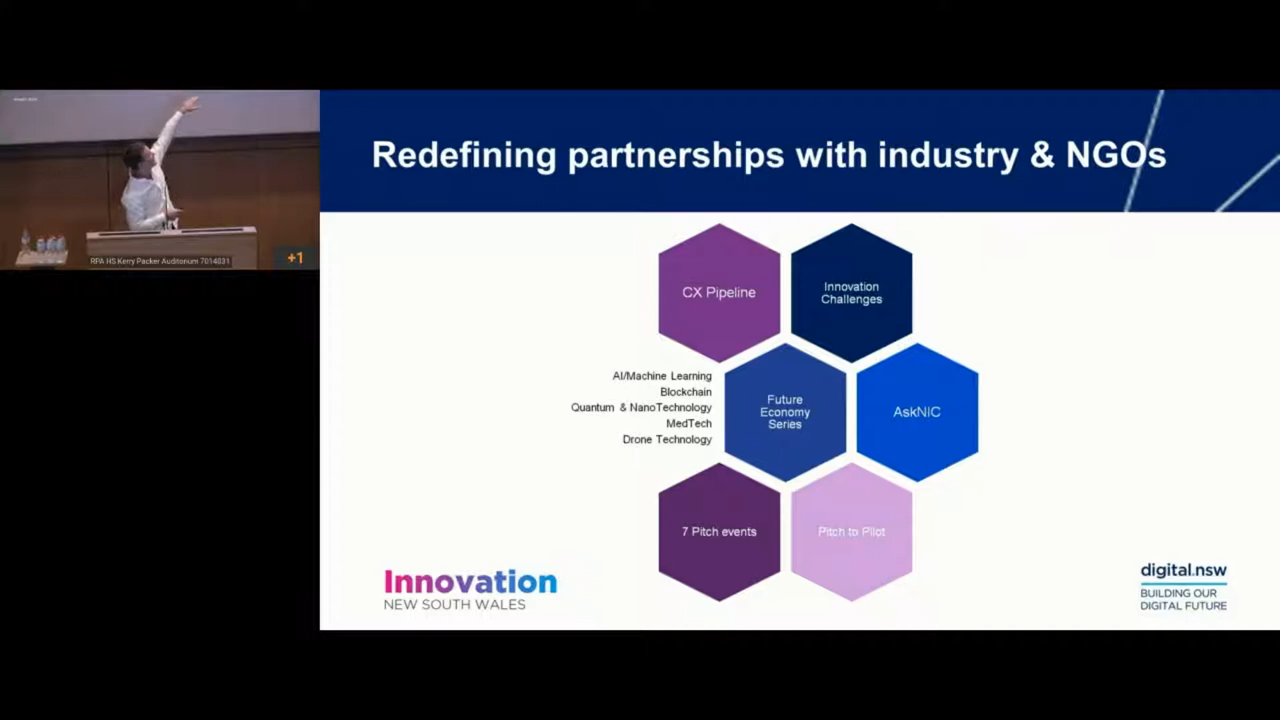 Redefining partnerships with industry & NGOs
RPA HS Kerry Packer Auditorium 7014031
+1
CX Pipeline
Innovation
Challenges
AI/Machine Learning
Blockchain
Quantum & NanoTechnology
MedTech
Drone Technology
Future
Economy
Series
AskNIC
7 Pitch events
Pitch to Pilot
Innovation
NEW SOUTH WALES
digital.nsw
BUILDING OUR
DIGITAL FUTURE